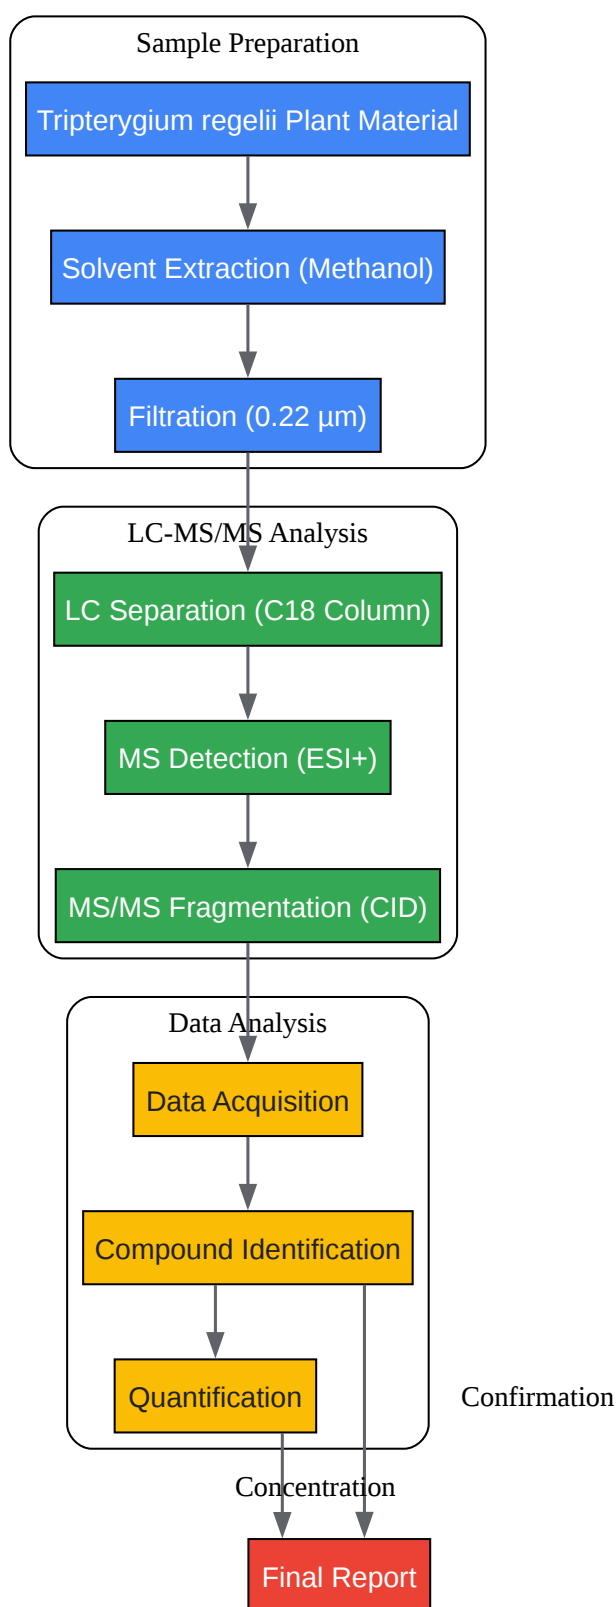 Sample Preparation
Tripterygium regelii Plant Material
Solvent Extraction (Methanol)
Filtration (0.22 µm)
LC-MS/MS Analysis
LC Separation (C18 Column)
MS Detection (ESI+)
MS/MS Fragmentation (CID)
Data Analysis
Data Acquisition
Compound Identification
Quantification
Confirmation
Concentration
Final Report